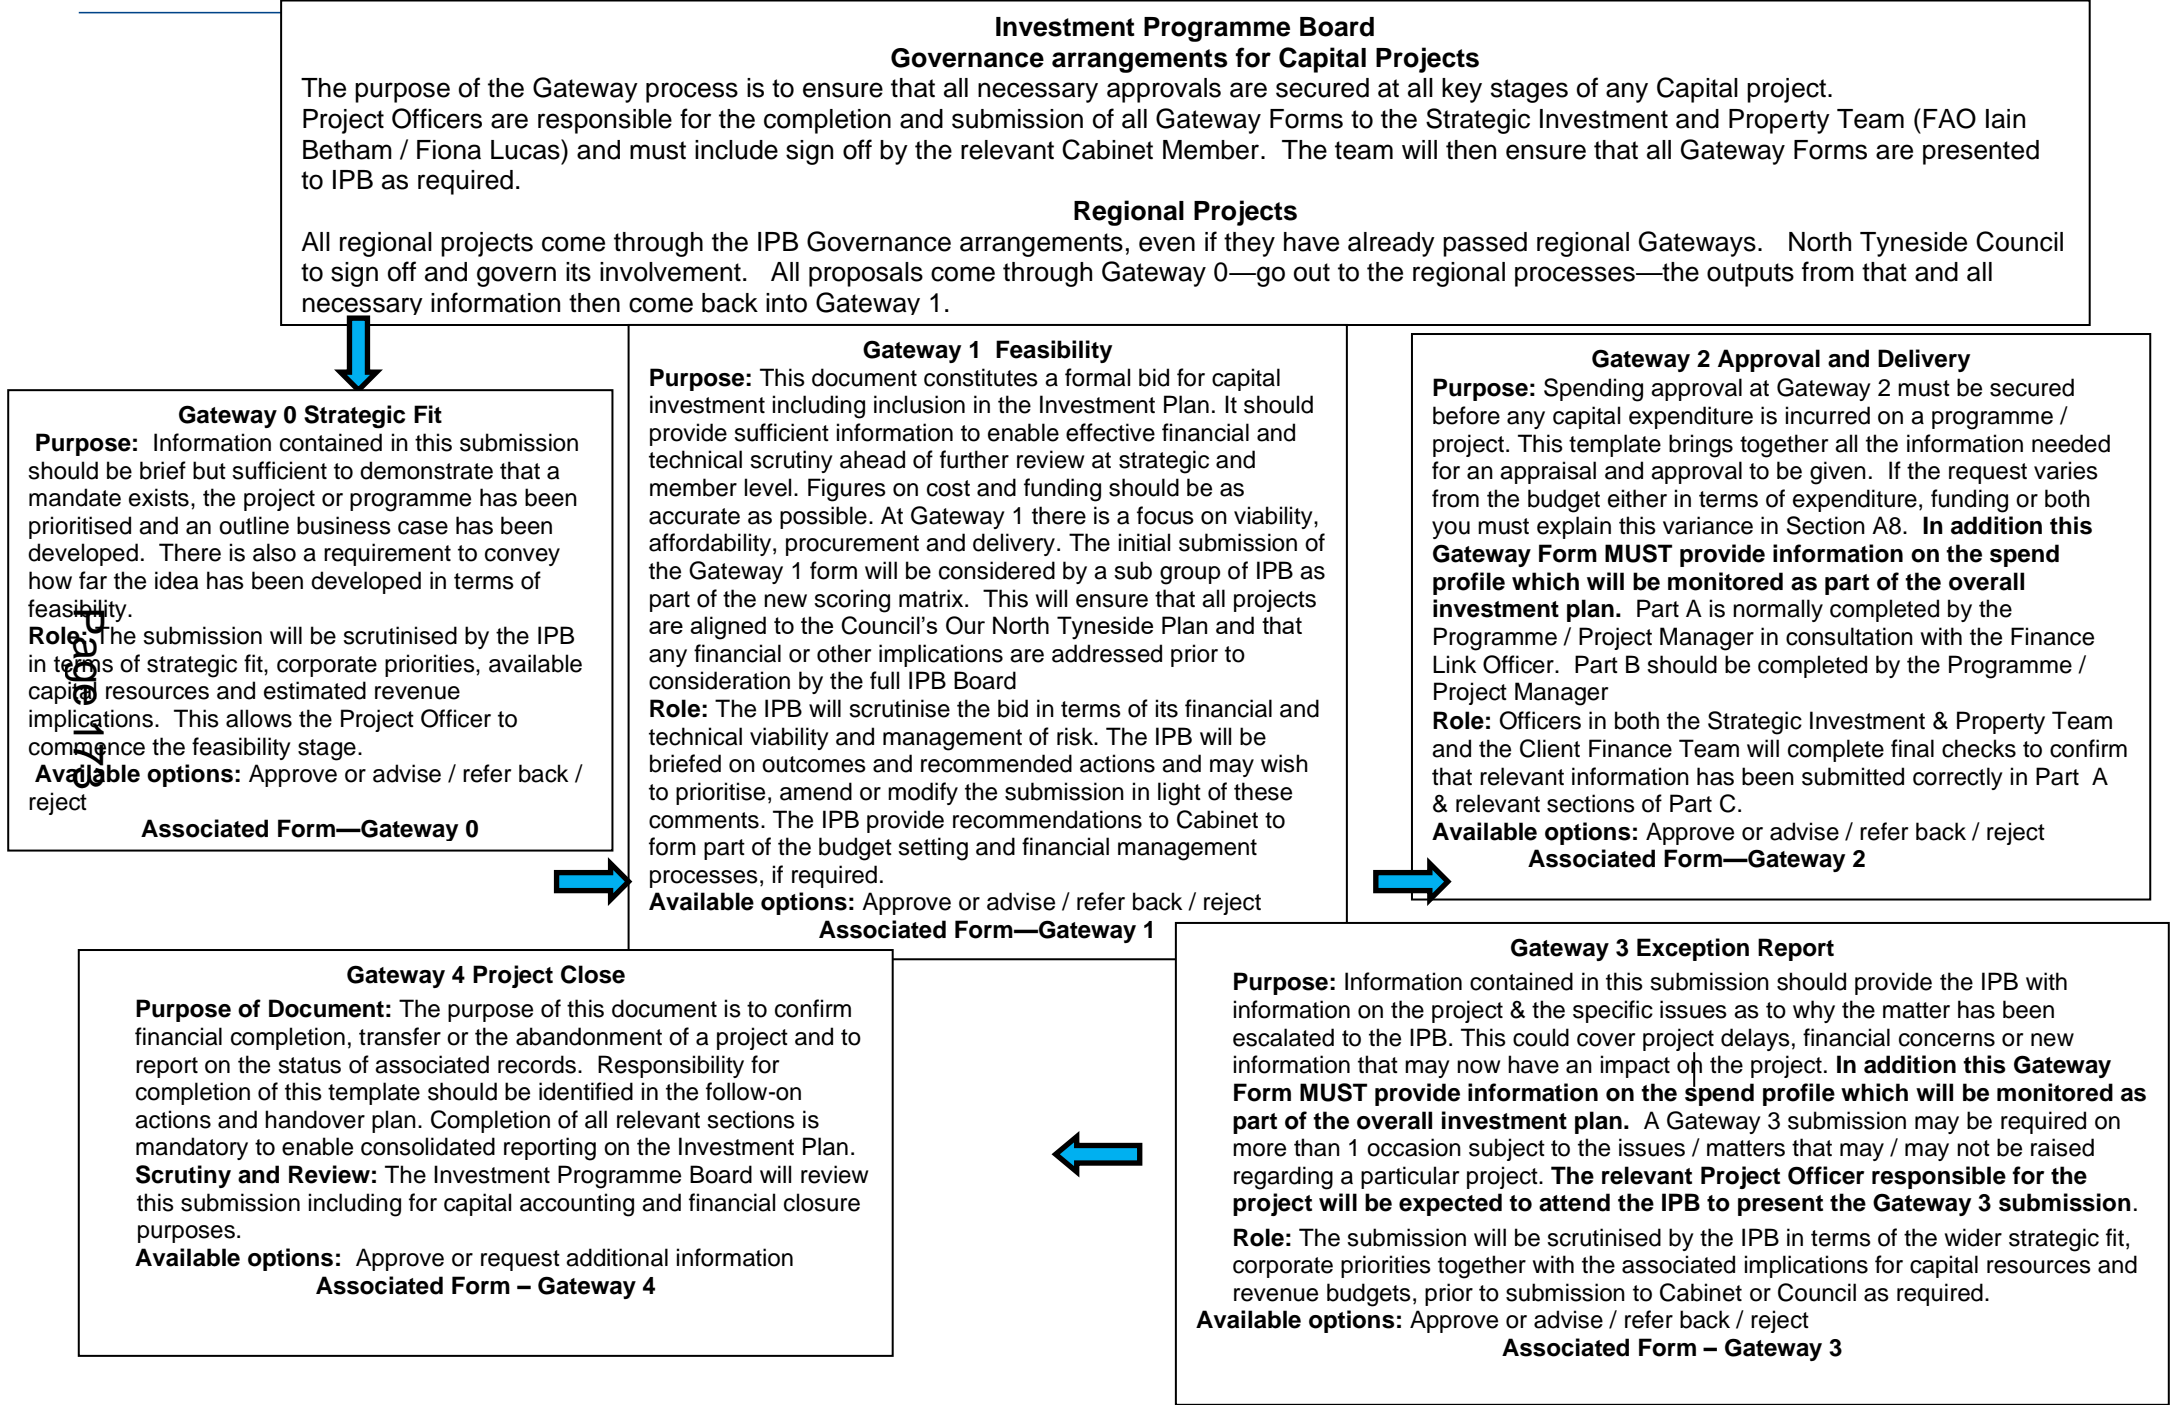 Investment Programme Board
Governance arrangements for Capital Projects
The purpose of the Gateway process is to ensure that all necessary approvals are secured at all key stages of any Capital project.
Project Officers are responsible for the completion and submission of all Gateway Forms to the Strategic Investment and Property Team (FAO Iain
Betham / Fiona Lucas) and must include sign off by the relevant Cabinet Member. The team will then ensure that all Gateway Forms are presented
to IPB as required.
Regional Projects
All regional projects come through the IPB Governance arrangements, even if they have already passed regional Gateways. North Tyneside Council
to sign off and govern its involvement. All proposals come through Gateway 0—go out to the regional processes—the outputs from that and all
necessary information then come back into Gateway 1.
Gateway 0 Strategic Fit
Purpose: Information contained in this submission
should be brief but sufficient to demonstrate that a
mandate exists, the project or programme has been
prioritised and an outline business case has been
developed. There is also a requirement to convey
how far the idea has been developed in terms of
feasibility.
Role: The submission will be scrutinised by the IPB
in terms of strategic fit, corporate priorities, available
capital resources and estimated revenue
implications. This allows the Project Officer to
commence the feasibility stage.
Available options: Approve or advise / refer back /
reject
Associated Form—Gateway 0
Page 173
Gateway 1 Feasibility
Purpose: This document constitutes a formal bid for capital
investment including inclusion in the Investment Plan. It should
provide sufficient information to enable effective financial and
technical scrutiny ahead of further review at strategic and
member level. Figures on cost and funding should be as
accurate as possible. At Gateway 1 there is a focus on viability,
affordability, procurement and delivery. The initial submission of
the Gateway 1 form will be considered by a sub group of IPB as
part of the new scoring matrix. This will ensure that all projects
are aligned to the Council's Our North Tyneside Plan and that
any financial or other implications are addressed prior to
consideration by the full IPB Board
Role: The IPB will scrutinise the bid in terms of its financial and
technical viability and management of risk. The IPB will be
briefed on outcomes and recommended actions and may wish
to prioritise, amend or modify the submission in light of these
comments. The IPB provide recommendations to Cabinet to
form part of the budget setting and financial management
processes, if required.
Available options: Approve or advise / refer back / reject
Associated Form—Gateway 1
Gateway 2 Approval and Delivery
Purpose: Spending approval at Gateway 2 must be secured
before any capital expenditure is incurred on a programme /
project. This template brings together all the information needed
for an appraisal and approval to be given. If the request varies
from the budget either in terms of expenditure, funding or both
you must explain this variance in Section A8. In addition this
Gateway Form MUST provide information on the spend
profile which will be monitored as part of the overall
investment plan. Part A is normally completed by the
Programme / Project Manager in consultation with the Finance
Link Officer. Part B should be completed by the Programme /
Project Manager
Role: Officers in both the Strategic Investment & Property Team
and the Client Finance Team will complete final checks to confirm
that relevant information has been submitted correctly in Part A
& relevant sections of Part C.
Available options: Approve or advise / refer back / reject
Associated Form—Gateway 2
Gateway 3 Exception Report
Purpose: Information contained in this submission should provide the IPB with
information on the project & the specific issues as to why the matter has been
escalated to the IPB. This could cover project delays, financial concerns or new
information that may now have an impact on the project. In addition this Gateway
Form MUST provide information on the spend profile which will be monitored as
part of the overall investment plan. A Gateway 3 submission may be required on
more than 1 occasion subject to the issues / matters that may / may not be raised
regarding a particular project. The relevant Project Officer responsible for the
project will be expected to attend the IPB to present the Gateway 3 submission.
Role: The submission will be scrutinised by the IPB in terms of the wider strategic fit,
corporate priorities together with the associated implications for capital resources and
revenue budgets, prior to submission to Cabinet or Council as required.
Available options: Approve or advise / refer back / reject
Associated Form – Gateway 3
Gateway 4 Project Close
Purpose of Document: The purpose of this document is to confirm
financial completion, transfer or the abandonment of a project and to
report on the status of associated records. Responsibility for
completion of this template should be identified in the follow-on
actions and handover plan. Completion of all relevant sections is
mandatory to enable consolidated reporting on the Investment Plan.
Scrutiny and Review: The Investment Programme Board will review
this submission including for capital accounting and financial closure
purposes.
Available options: Approve or request additional information
Associated Form – Gateway 4